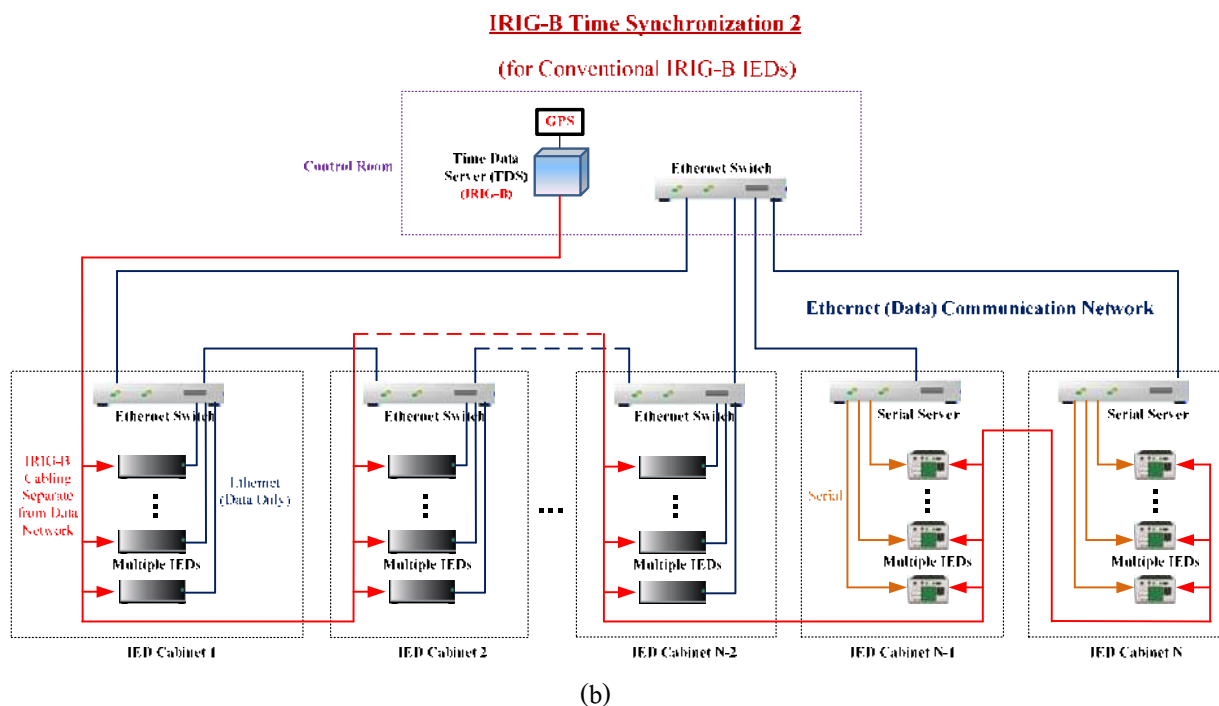 IRIG-B Time Synchronization 2
(for Conventional IRIG-B IEDs)
GPS
Control Room
Time Data
Server (TDS)
(IRIG-B)
Ethernet Switch
Ethernet (Data) Communication Network
Ethernet Switch
Ethernet Switch
Ethernet Switch
Serial Server
Serial Server
IRIG-B
Cabling
Separate
from Data
Network
Ethernet
(Data Only)
Serial
Multiple IEDs
Multiple IEDs
Multiple IEDs
Multiple IEDs
Multiple IEDs
IED Cabinet 1
IED Cabinet 2
IED Cabinet N-2
IED Cabinet N-1
IED Cabinet N
(b)